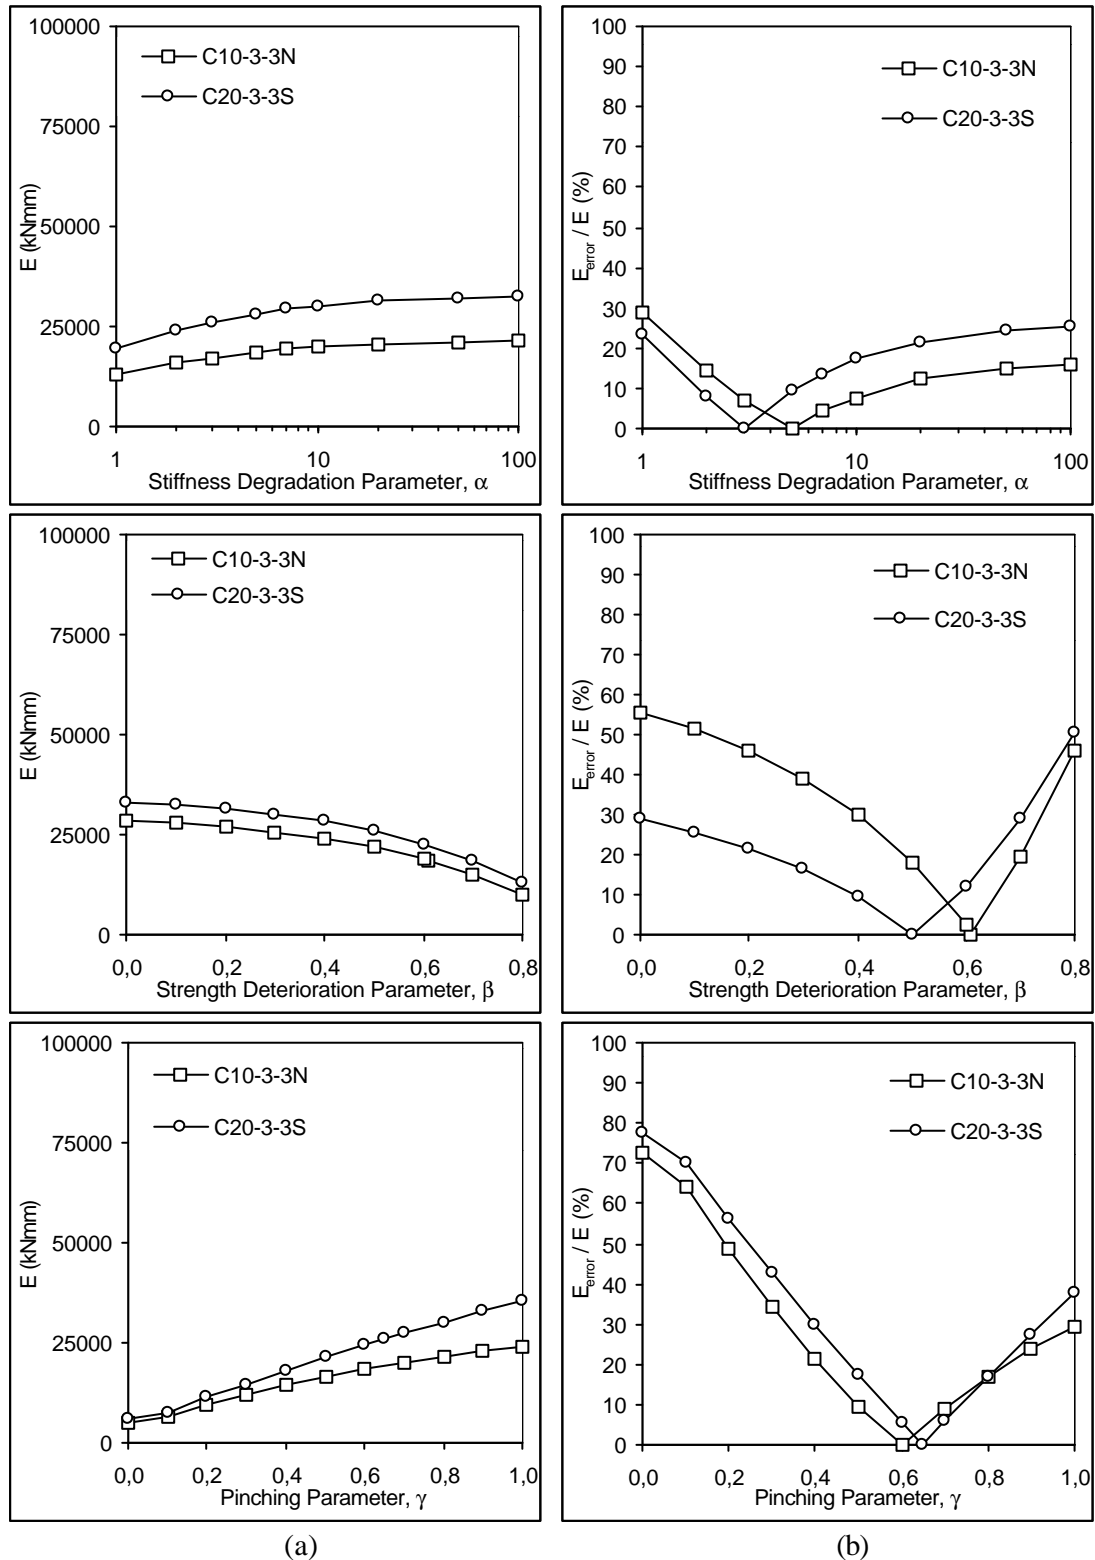 100000
75000
50000
25000
0
E (kNmm)
C10-3-3N
C20-3-3S
1 10 100
Stiffness Degradation Parameter, α
100
90
80
70
60
50
40
30
20
10
0
E_error / E (%)
C10-3-3N
C20-3-3S
1 10 100
Stiffness Degradation Parameter, α
100000
75000
50000
25000
0
E (kNmm)
C10-3-3N
C20-3-3S
0,0 0,2 0,4 0,6 0,8
Strength Deterioration Parameter, β
100
90
80
70
60
50
40
30
20
10
0
E_error / E (%)
C10-3-3N
C20-3-3S
0,0 0,2 0,4 0,6 0,8
Strength Deterioration Parameter, β
100000
75000
50000
25000
0
E (kNmm)
C10-3-3N
C20-3-3S
0,0 0,2 0,4 0,6 0,8 1,0
Pinching Parameter, γ
100
90
80
70
60
50
40
30
20
10
0
E_error / E (%)
C10-3-3N
C20-3-3S
0,0 0,2 0,4 0,6 0,8 1,0
Pinching Parameter, γ
(a) (b)